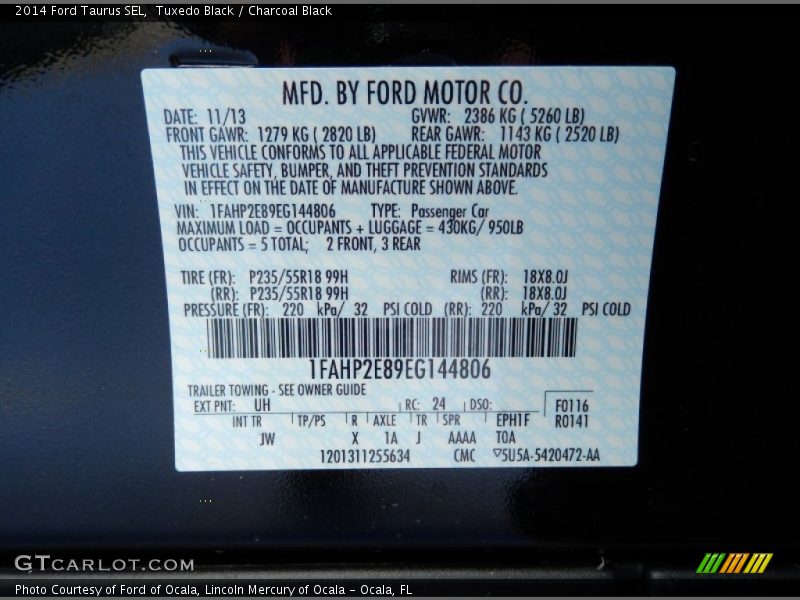 2014 Ford Taurus SEL,  Tuxedo Black / Charcoal Black
MFD. BY FORD MOTOR CO.
DATE: 11/13 GVWR: 2386 KG ( 5260 LB)
FRONT GAWR: 1279 KG ( 2820 LB) REAR GAWR: 1143 KG ( 2520 LB)
THIS VEHICLE CONFORMS TO ALL APPLICABLE FEDERAL MOTOR
VEHICLE SAFETY, BUMPER, AND THEFT PREVENTION STANDARDS
IN EFFECT ON THE DATE OF MANUFACTURE SHOWN ABOVE.
VIN: 1FAHP2E89EG144806 TYPE: Passenger Car
MAXIMUM LOAD = OCCUPANTS + LUGGAGE = 430KG/ 950LB
OCCUPANTS = 5 TOTAL; 2 FRONT, 3 REAR
TIRE (FR): P235/55R18 99H RIMS (FR): 18X8.0J
(RR): P235/55R18 99H (RR): 18X8.0J
PRESSURE (FR): 220 kPa/ 32 PSI COLD (RR): 220 kPa/ 32 PSI COLD
1FAHP2E89EG144806
TRAILER TOWING - SEE OWNER GUIDE
EXT PNT: UH RC: 24 DSO: F0116
INT TR TP/PS R AXLE TR SPR EPH1F R0141
JW X 1A J AAAA TOA
1201311255634 CMC 5U5A-5420472-AA
GTCARLOT.COM
Photo Courtesy of Ford of Ocala, Lincoln Mercury of Ocala - Ocala, FL